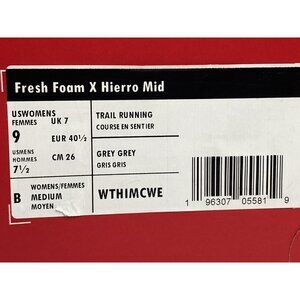 Fresh Foam X Hierro Mid
USWOMENS
FEMMES
9
UK 7
EUR 40½
USMENS
HOMMES
7½
CM 26
TRAIL RUNNING
COURSE EN SENTIER
GREY GREY
GRIS GRIS
B
WOMENS/FEMMES
MEDIUM
MOYEN
WTHIMCWE
1 96307 05581 9